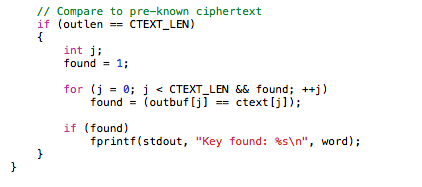 // Compare to pre-known ciphertext
if (outlen == CTEXT_LEN)
{
int j;
found = 1;
for (j = 0; j < CTEXT_LEN && found; ++j)
found = (outbuf[j] == ctext[j]);
if (found)
fprintf(stdout, "Key found: %s\n", word);
}
}